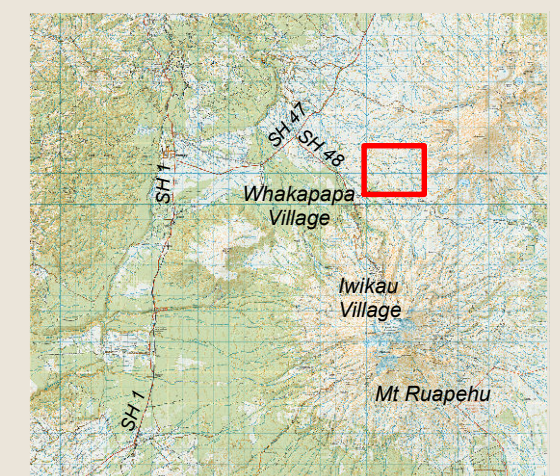 SH 47
SH 48
SH 1
Whakapapa
Village
Iwikau
Village
Mt Ruapehu
SH 1